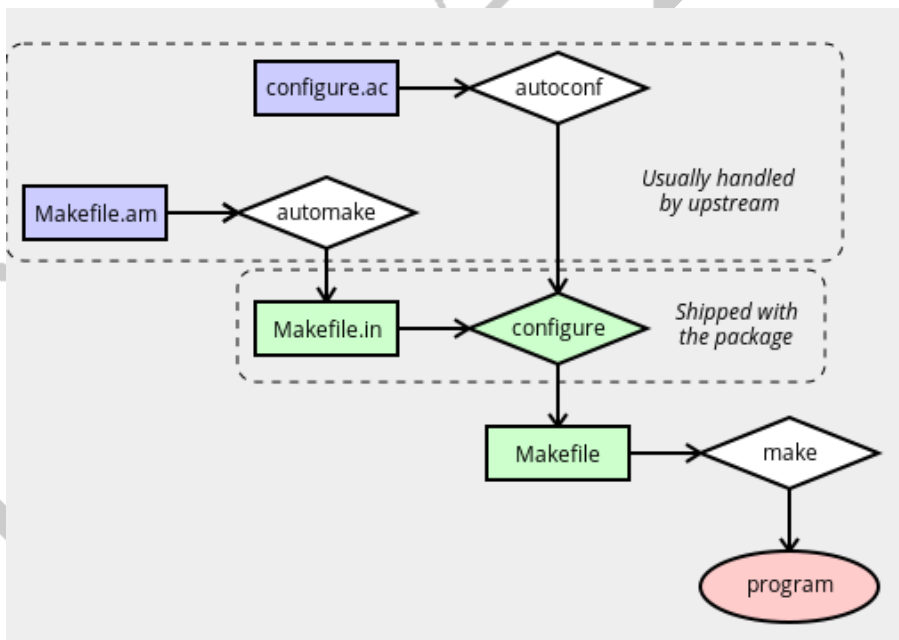 configure.ac
autoconf
Usually handled
by upstream
Makefile.am
automake
Makefile.in
configure
Shipped with
the package
Makefile
make
program